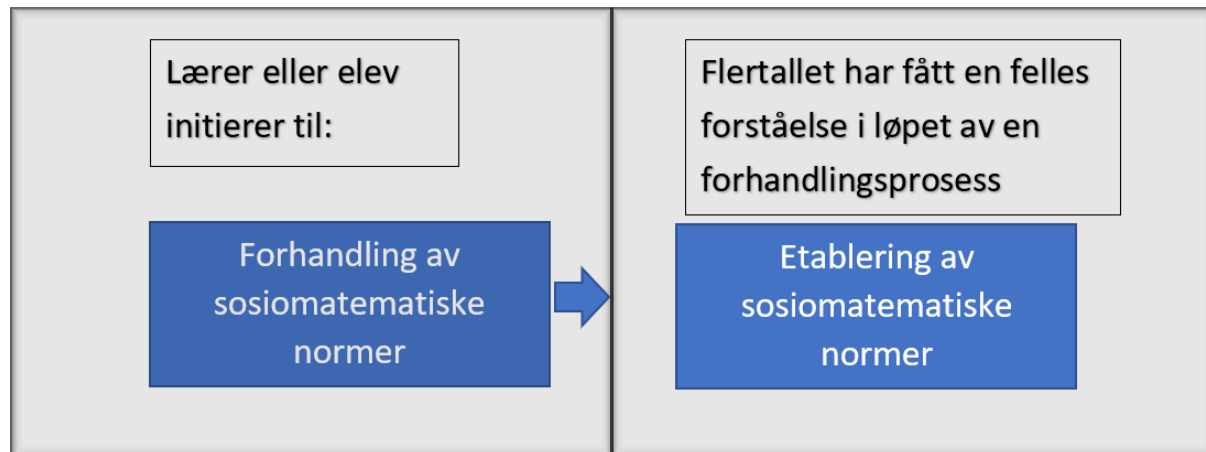 Lærer eller elev
initierer til:
Forhandling av
sosiomatematiske
normer
Flertallet har fått en felles
forståelse i løpet av en
forhandlingsprosess
Etablering av
sosiomatematiske
normer